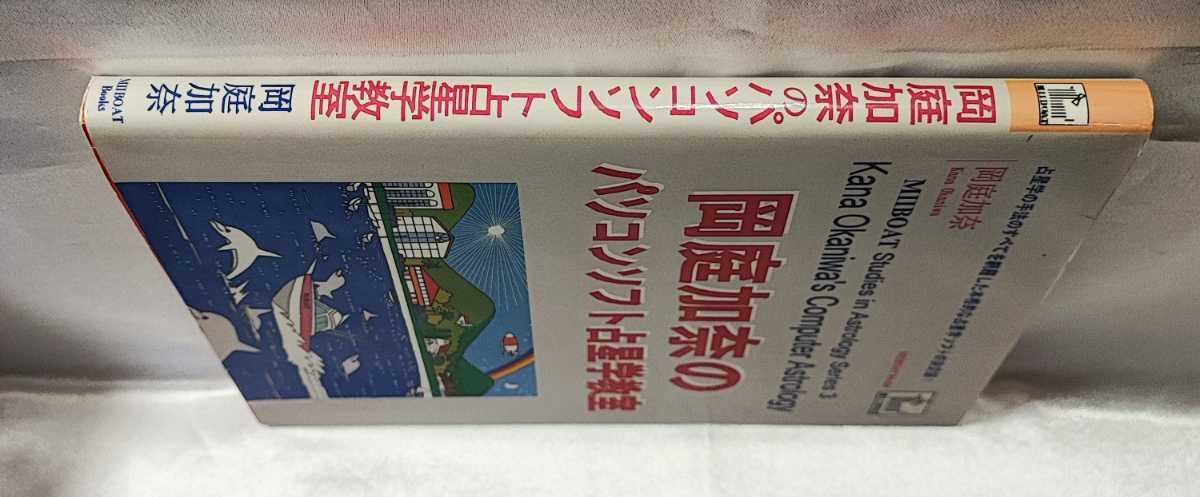 岡庭加奈のパソコンソフト占星学教室
岡庭加奈
MIIBOAT
Books
岡庭加奈
Kana Okaniwa
MIIBOAT Studies in Astrology Series 3
Kana Okaniwa's Computer Astrology
岡庭加奈の
パソコンソフト占星学教室